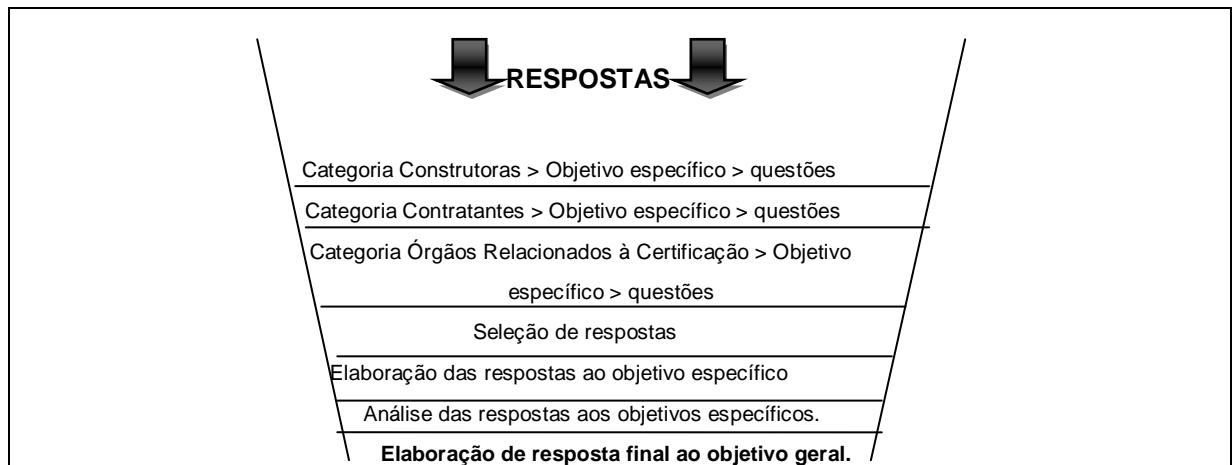 RESPOSTAS
Categoria Construtoras > Objetivo específico > questões
Categoria Contratantes > Objetivo específico > questões
Categoria Órgãos Relacionados à Certificação > Objetivo
específico > questões
Seleção de respostas
Elaboração das respostas ao objetivo específico
Análise das respostas aos objetivos específicos.
Elaboração de resposta final ao objetivo geral.